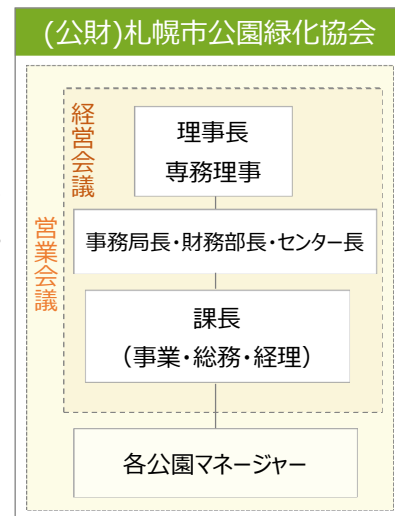 (公財)札幌市公園緑化協会
経営会議
理事長
専務理事
営業会議
事務局長・財務部長・センター長
課長
(事業・総務・経理)
各公園マネージャー